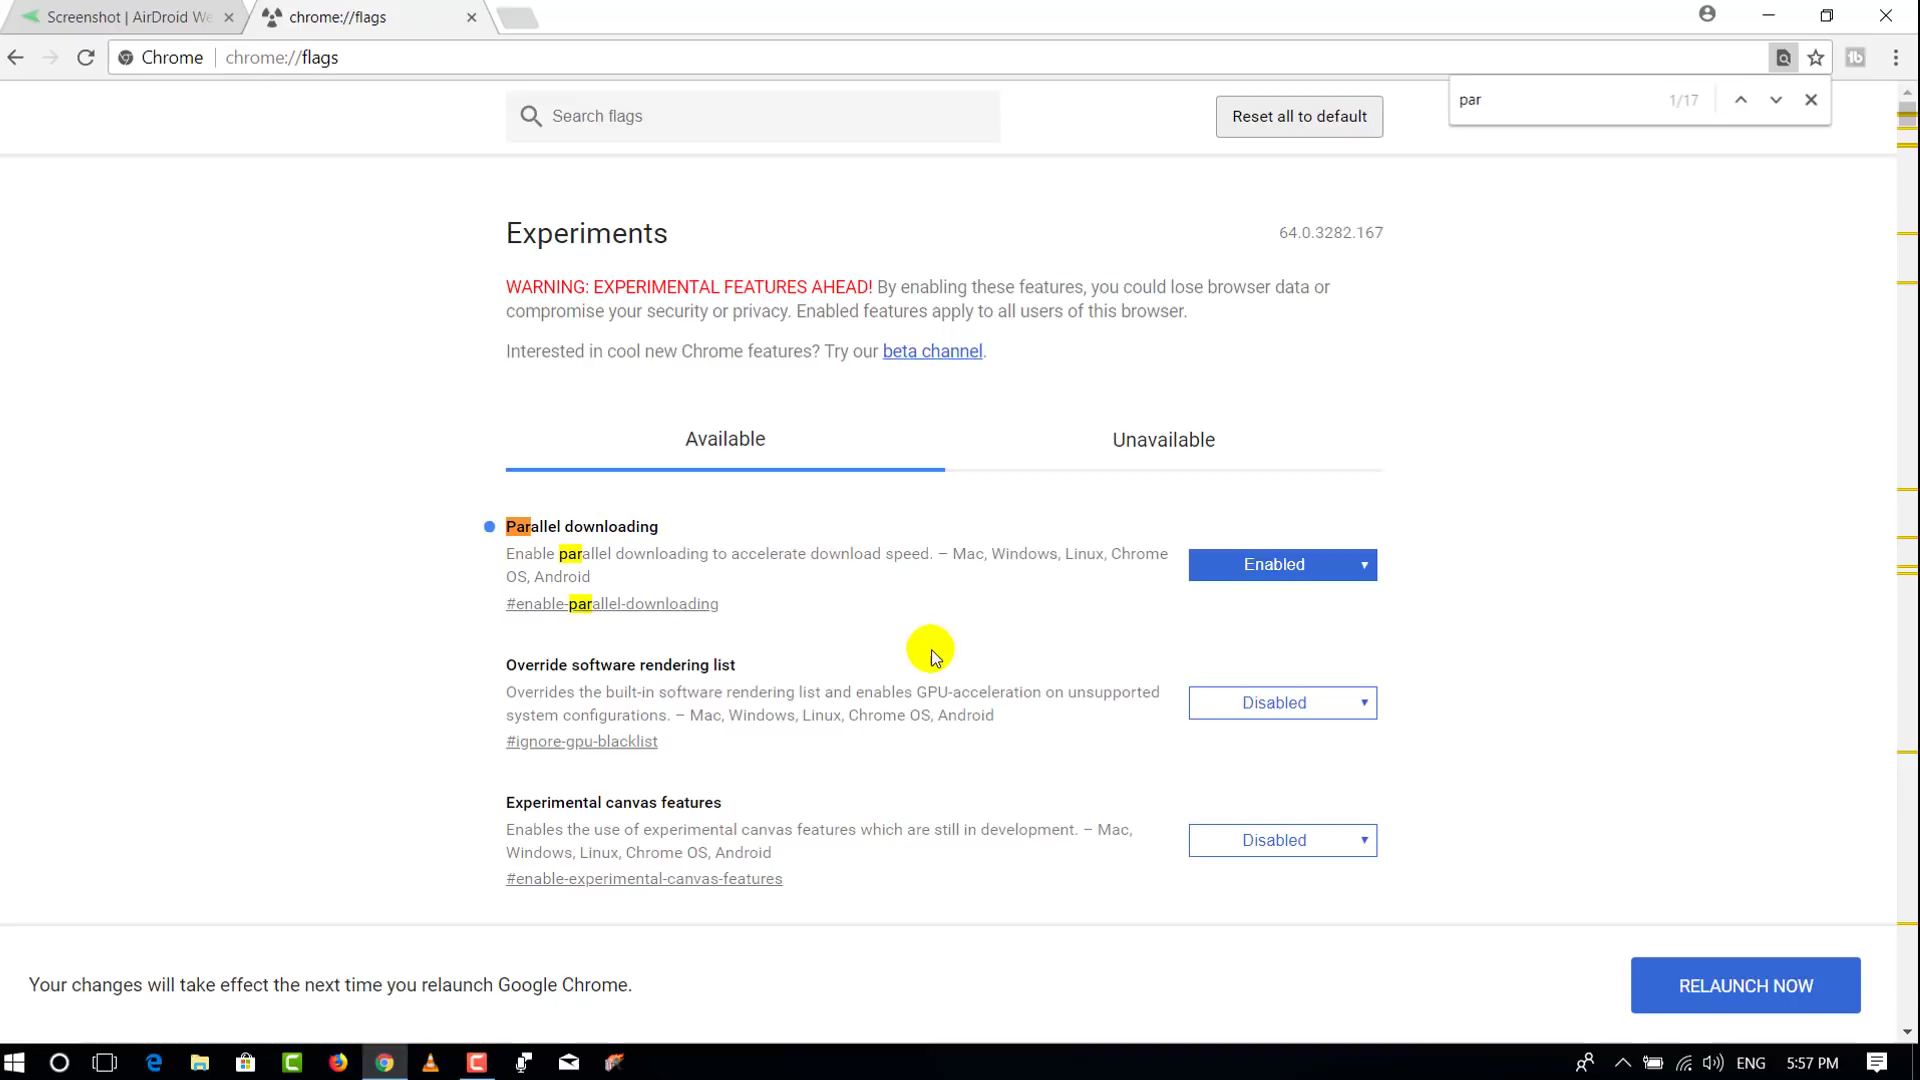 Screenshot | AirDroid We
chrome://flags
Chrome
chrome://flags
par
1/17
Search flags
Reset all to default
Experiments
64.0.3282.167
WARNING: EXPERIMENTAL FEATURES AHEAD! By enabling these features, you could lose browser data or
compromise your security or privacy. Enabled features apply to all users of this browser.
Interested in cool new Chrome features? Try our beta channel.
Available
Unavailable
Parallel downloading
Enable parallel downloading to accelerate download speed. – Mac, Windows, Linux, Chrome
OS, Android
#enable-parallel-downloading
Enabled
Override software rendering list
Overrides the built-in software rendering list and enables GPU-acceleration on unsupported
system configurations. – Mac, Windows, Linux, Chrome OS, Android
#ignore-gpu-blacklist
Disabled
Experimental canvas features
Enables the use of experimental canvas features which are still in development. – Mac,
Windows, Linux, Chrome OS, Android
#enable-experimental-canvas-features
Disabled
Your changes will take effect the next time you relaunch Google Chrome.
RELAUNCH NOW
ENG
5:57 PM